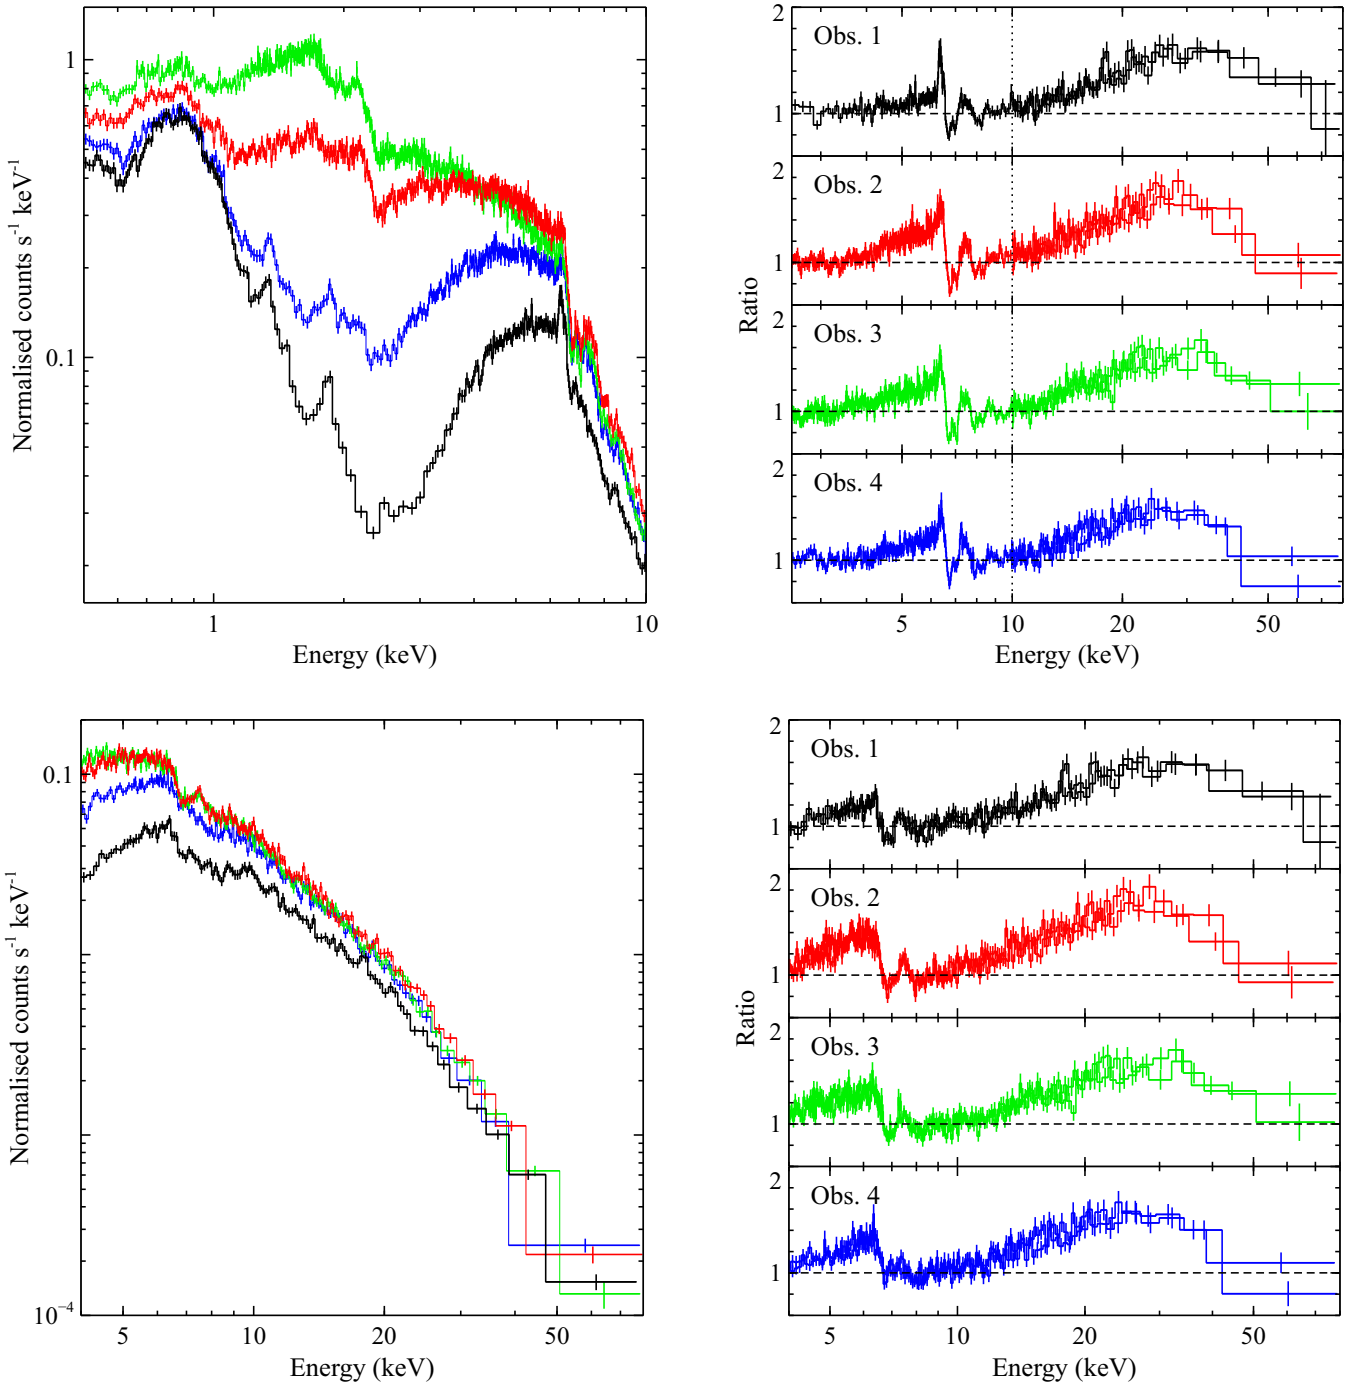 Normalised counts s⁻¹ keV⁻¹
1
0.1
1
10
Energy (keV)
Ratio
2
Obs. 1
1
2
Obs. 2
1
2
Obs. 3
1
2
Obs. 4
1
5
10
20
50
Energy (keV)
Normalised counts s⁻¹ keV⁻¹
0.1
10⁻⁴
5
10
20
50
Energy (keV)
Ratio
2
Obs. 1
1
2
Obs. 2
1
2
Obs. 3
1
2
Obs. 4
1
5
10
20
50
Energy (keV)